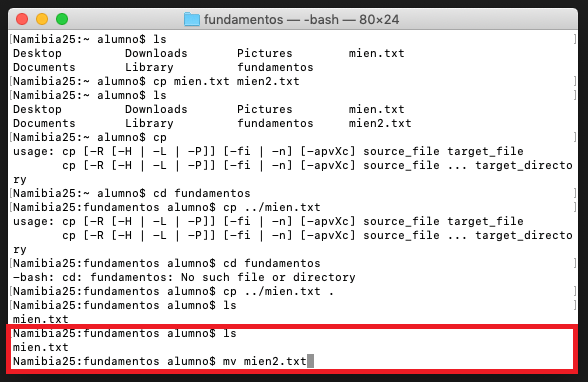 fundamentos — -bash — 80×24
[Namibia25:~ alumno$ ls ]
Desktop Downloads Pictures mien.txt
Documents Library fundamentos
[Namibia25:~ alumno$ cp mien.txt mien2.txt ]
[Namibia25:~ alumno$ ls ]
Desktop Downloads Pictures mien.txt
Documents Library fundamentos mien2.txt
[Namibia25:~ alumno$ cp ]
usage: cp [-R [-H | -L | -P]] [-fi | -n] [-apvXc] source_file target_file
cp [-R [-H | -L | -P]] [-fi | -n] [-apvXc] source_file ... target_directo
ry
[Namibia25:~ alumno$ cd fundamentos ]
[Namibia25:fundamentos alumno$ cp ../mien.txt ]
usage: cp [-R [-H | -L | -P]] [-fi | -n] [-apvXc] source_file target_file
cp [-R [-H | -L | -P]] [-fi | -n] [-apvXc] source_file ... target_directo
ry
[Namibia25:fundamentos alumno$ cd fundamentos ]
-bash: cd: fundamentos: No such file or directory
[Namibia25:fundamentos alumno$ cp ../mien.txt . ]
[Namibia25:fundamentos alumno$ ls ]
mien.txt
[Namibia25:fundamentos alumno$ ls ]
mien.txt
Namibia25:fundamentos alumno$ mv mien2.txt